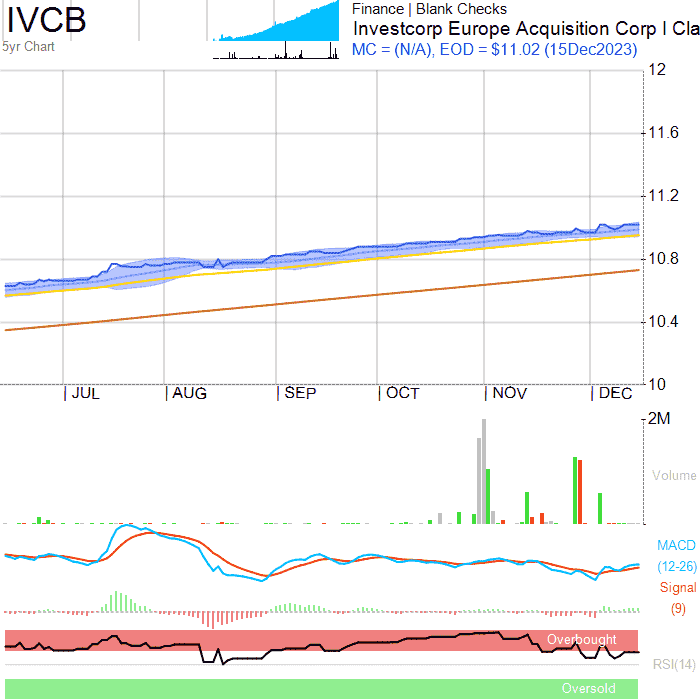 IVCB
5yr Chart
Finance | Blank Checks
Investcorp Europe Acquisition Corp I Cla
MC = (N/A), EOD = $11.02 (15Dec2023)
12
11.6
11.2
10.8
10.4
10
JUL AUG SEP OCT NOV DEC
2M
Volume
MACD
(12-26)
Signal
(9)
Overbought
RSI(14)
Oversold